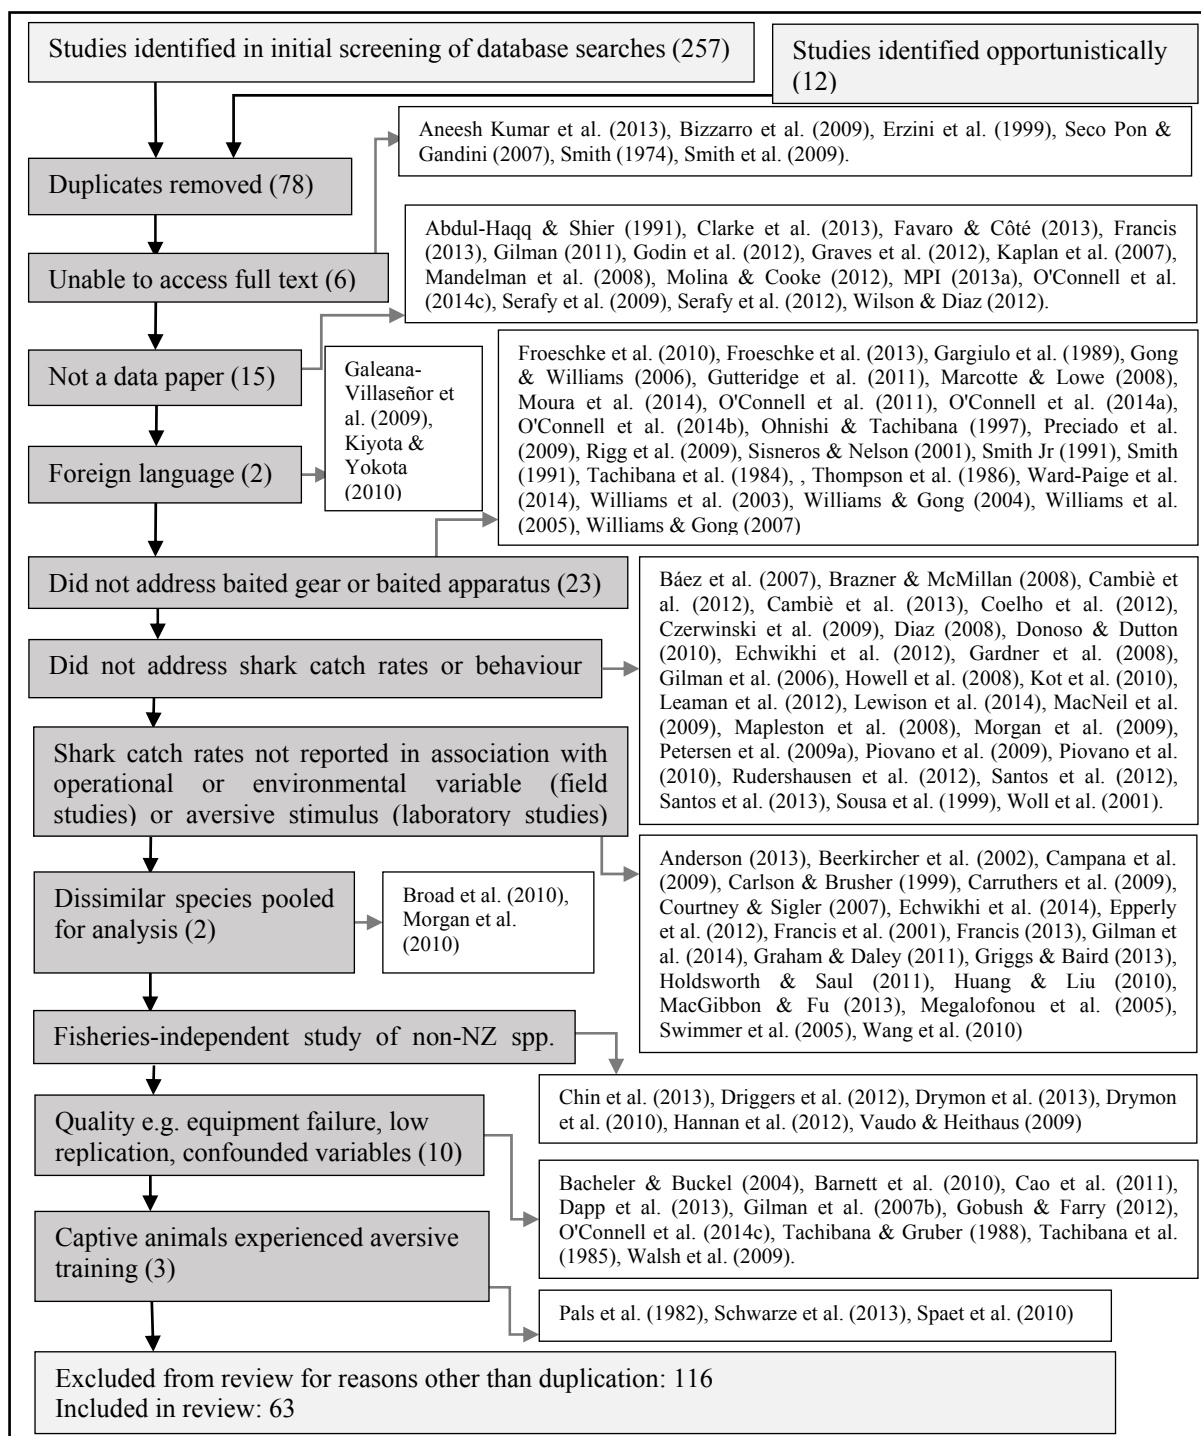 Studies identified in initial screening of database searches (257)
Studies identified opportunistically
(12)
Aneesh Kumar et al. (2013), Bizzarro et al. (2009), Erzini et al. (1999), Seco Pon &
Gandini (2007), Smith (1974), Smith et al. (2009).
Duplicates removed (78)
Abdul-Haqq & Shier (1991), Clarke et al. (2013), Favaro & Côté (2013), Francis
(2013), Gilman (2011), Godin et al. (2012), Graves et al. (2012), Kaplan et al. (2007),
Mandelman et al. (2008), Molina & Cooke (2012), MPI (2013a), O'Connell et al.
(2014c), Serafy et al. (2009), Serafy et al. (2012), Wilson & Diaz (2012).
Unable to access full text (6)
Not a data paper (15)
Galeana-
Villaseñor et
al. (2009),
Kiyota &
Yokota
(2010)
Froeschke et al. (2010), Froeschke et al. (2013), Gargiulo et al. (1989), Gong
& Williams (2006), Gutteridge et al. (2011), Marcotte & Lowe (2008),
Moura et al. (2014), O'Connell et al. (2011), O'Connell et al. (2014a),
O'Connell et al. (2014b), Ohnishi & Tachibana (1997), Preciado et al.
(2009), Rigg et al. (2009), Sisneros & Nelson (2001), Smith Jr (1991), Smith
(1991), Tachibana et al. (1984), , Thompson et al. (1986), Ward-Paige et al.
(2014), Williams et al. (2003), Williams & Gong (2004), Williams et al.
(2005), Williams & Gong (2007)
Foreign language (2)
Did not address baited gear or baited apparatus (23)
Báez et al. (2007), Brazner & McMillan (2008), Cambiè et
al. (2012), Cambiè et al. (2013), Coelho et al. (2012),
Czerwinski et al. (2009), Diaz (2008), Donoso & Dutton
(2010), Echwikhi et al. (2012), Gardner et al. (2008),
Gilman et al. (2006), Howell et al. (2008), Kot et al. (2010),
Leaman et al. (2012), Lewison et al. (2014), MacNeil et al.
(2009), Mapleston et al. (2008), Morgan et al. (2009),
Petersen et al. (2009a), Piovano et al. (2009), Piovano et al.
(2010), Rudershausen et al. (2012), Santos et al. (2012),
Santos et al. (2013), Sousa et al. (1999), Woll et al. (2001).
Did not address shark catch rates or behaviour
Shark catch rates not reported in association with
operational or environmental variable (field
studies) or aversive stimulus (laboratory studies)
Anderson (2013), Beerkircher et al. (2002), Campana et al.
(2009), Carlson & Brusher (1999), Carruthers et al. (2009),
Courtney & Sigler (2007), Echwikhi et al. (2014), Epperly et
al. (2012), Francis et al. (2001), Francis (2013), Gilman et
al. (2014), Graham & Daley (2011), Griggs & Baird (2013),
Holdsworth & Saul (2011), Huang & Liu (2010),
MacGibbon & Fu (2013), Megalofonou et al. (2005),
Swimmer et al. (2005), Wang et al. (2010)
Dissimilar species pooled
for analysis (2)
Broad et al. (2010),
Morgan et al.
(2010)
Fisheries-independent study of non-NZ spp.
Chin et al. (2013), Driggers et al. (2012), Drymon et al. (2013), Drymon
et al. (2010), Hannan et al. (2012), Vaudo & Heithaus (2009)
Quality e.g. equipment failure, low
replication, confounded variables (10)
Bacheler & Buckel (2004), Barnett et al. (2010), Cao et al. (2011),
Dapp et al. (2013), Gilman et al. (2007b), Gobush & Farry (2012),
O'Connell et al. (2014c), Tachibana & Gruber (1988), Tachibana et al.
(1985), Walsh et al. (2009).
Captive animals experienced aversive
training (3)
Pals et al. (1982), Schwarze et al. (2013), Spaet et al. (2010)
Excluded from review for reasons other than duplication: 116
Included in review: 63